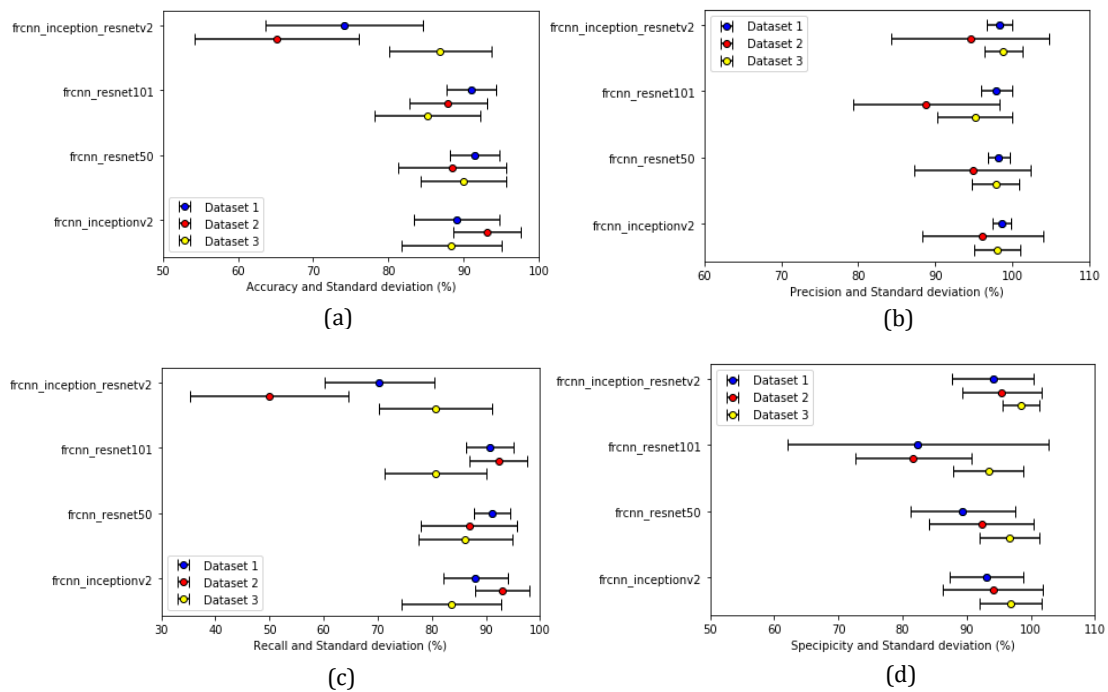 frcnn_inception_resnetv2
frcnn_resnet101
frcnn_resnet50
frcnn_inceptionv2
Dataset 1
Dataset 2
Dataset 3
50 60 70 80 90 100
Accuracy and Standard deviation (%)
(a)
frcnn_inception_resnetv2
Dataset 1
Dataset 2
Dataset 3
frcnn_resnet101
frcnn_resnet50
frcnn_inceptionv2
60 70 80 90 100 110
Precision and Standard deviation (%)
(b)
frcnn_inception_resnetv2
frcnn_resnet101
frcnn_resnet50
frcnn_inceptionv2
Dataset 1
Dataset 2
Dataset 3
30 40 50 60 70 80 90 100
Recall and Standard deviation (%)
(c)
frcnn_inception_resnetv2
Dataset 1
Dataset 2
Dataset 3
frcnn_resnet101
frcnn_resnet50
frcnn_inceptionv2
50 60 70 80 90 100 110
Specipicity and Standard deviation (%)
(d)